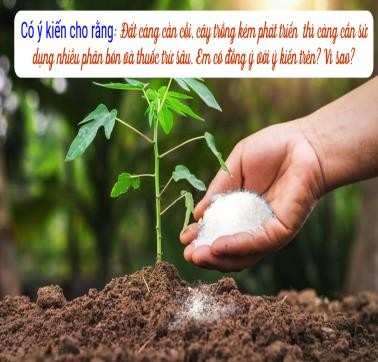 Có ý kiến cho rằng: Đất càng cằn cỗi, cây trồng kém phát triển thì càng cần sử
dụng nhiều phân bón và thuốc trừ sâu. Em có đồng ý với ý kiến trên? Vì sao?